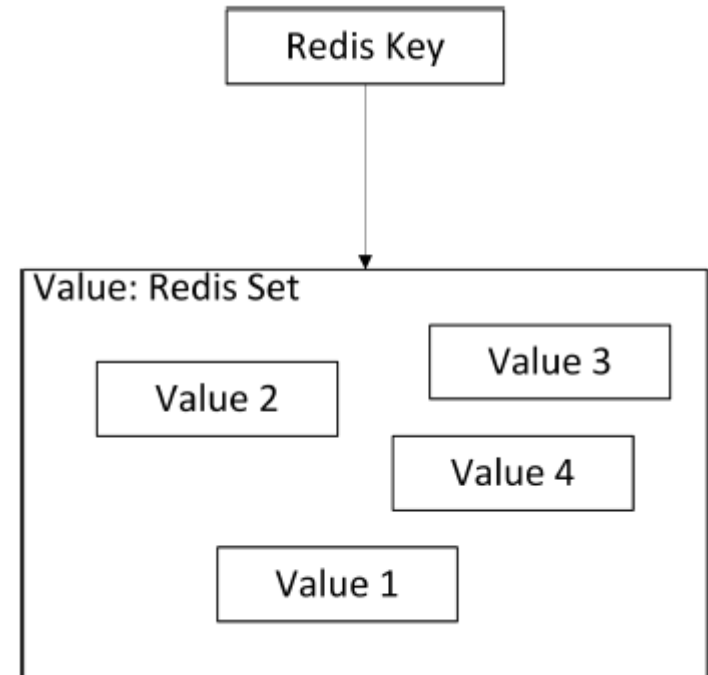 Redis Key
Value: Redis Set
Value 3
Value 2
Value 4
Value 1